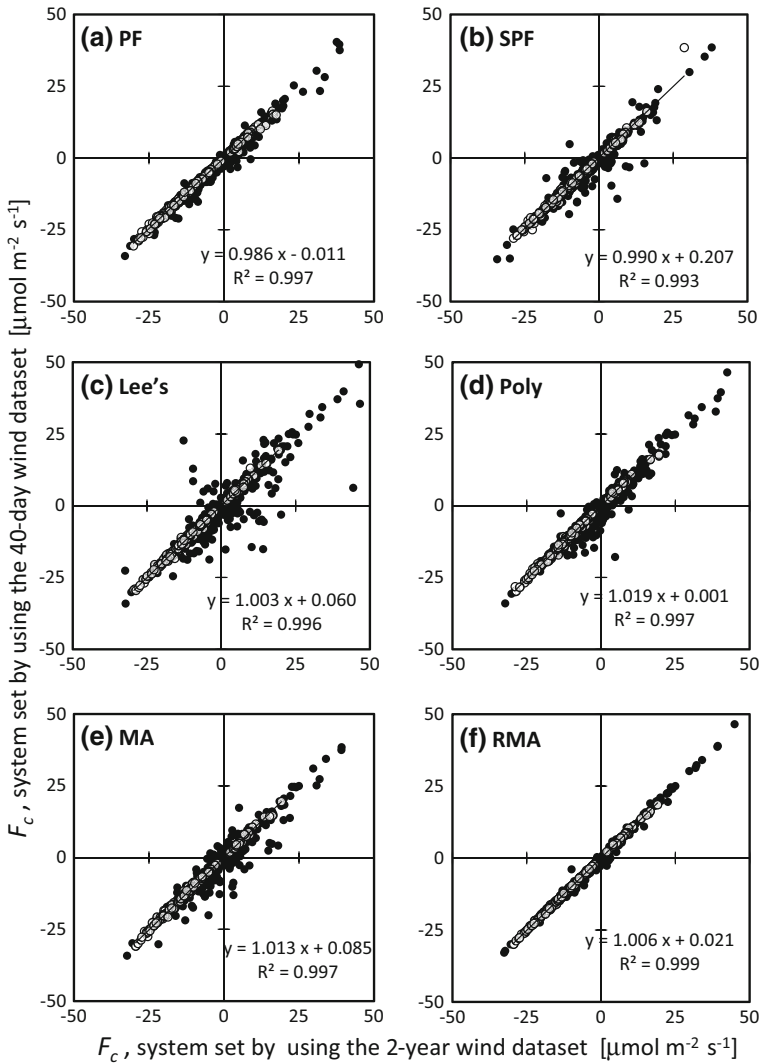 F_c , system set by using the 40-day wind dataset [μmol m⁻² s⁻¹]
50 (a) PF
25
0
-25
y = 0.986 x - 0.011
R² = 0.997
-50
-50 -25 0 25 50
50 (b) SPF
25
0
-25
y = 0.990 x + 0.207
R² = 0.993
-50
-50 -25 0 25 50
50 (c) Lee's
25
0
-25
y = 1.003 x + 0.060
R² = 0.996
-50
-50 -25 0 25 50
50 (d) Poly
25
0
-25
y = 1.019 x + 0.001
R² = 0.997
-50
-50 -25 0 25 50
50 (e) MA
25
0
-25
y = 1.013 x + 0.085
R² = 0.997
-50
-50 -25 0 25 50
50 (f) RMA
25
0
-25
y = 1.006 x + 0.021
R² = 0.999
-50
-50 -25 0 25 50
F_c , system set by using the 2-year wind dataset [μmol m⁻² s⁻¹]